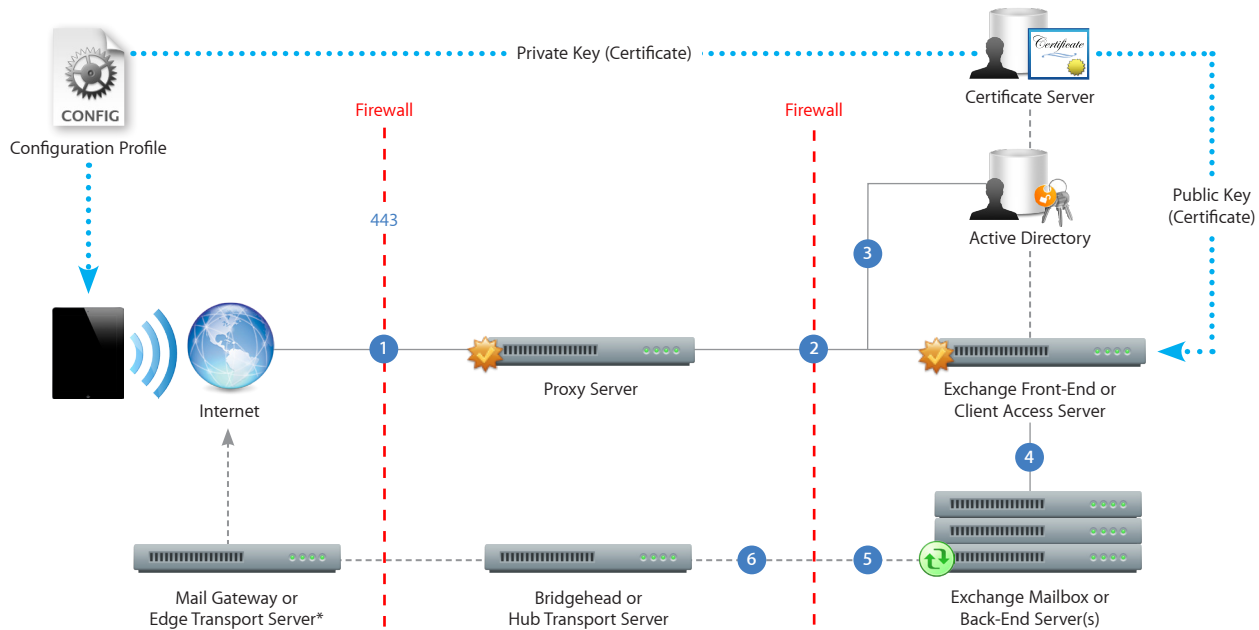 Private Key (Certificate)
Certificate
CONFIG
Configuration Profile
Certificate Server
Firewall
Firewall
443
Public Key
(Certificate)
Active Directory
3
1
2
Internet
Proxy Server
Exchange Front-End or
Client Access Server
4
6
5
Mail Gateway or
Edge Transport Server*
Bridgehead or
Hub Transport Server
Exchange Mailbox or
Back-End Server(s)